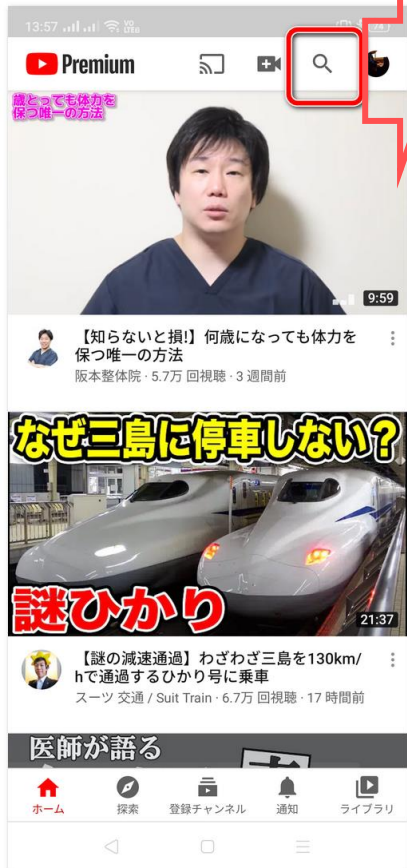 13:57
Premium
歳とっても体力を
保つ唯一の方法
9:59
【知らないと損!】何歳になっても体力を
保つ唯一の方法
阪本整体院・5.7万 回視聴・3 週間前
なぜ三島に停車しない?
謎ひかり
21:37
【謎の減速通過】わざわざ三島を130km/
hで通過するひかり号に乗車
スーツ 交通 / Suit Train・6.7万 回視聴・17 時間前
医師が語る
ホーム
探索
登録チャンネル
通知
ライブラリ